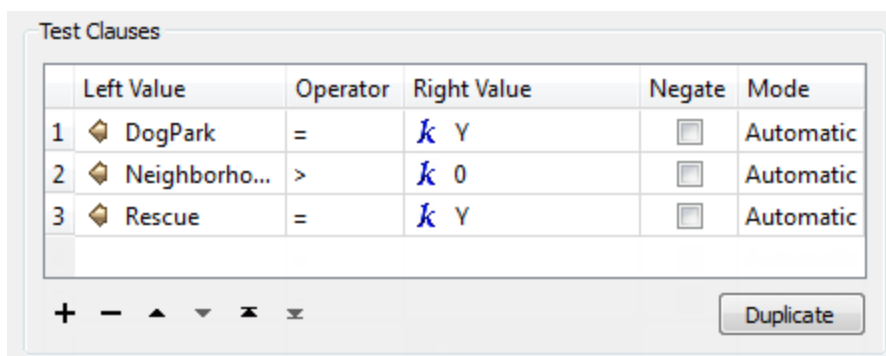 Test Clauses
Left Value Operator Right Value Negate Mode
1 DogPark = k Y Automatic
2 Neighborho... > k 0 Automatic
3 Rescue = k Y Automatic
Duplicate